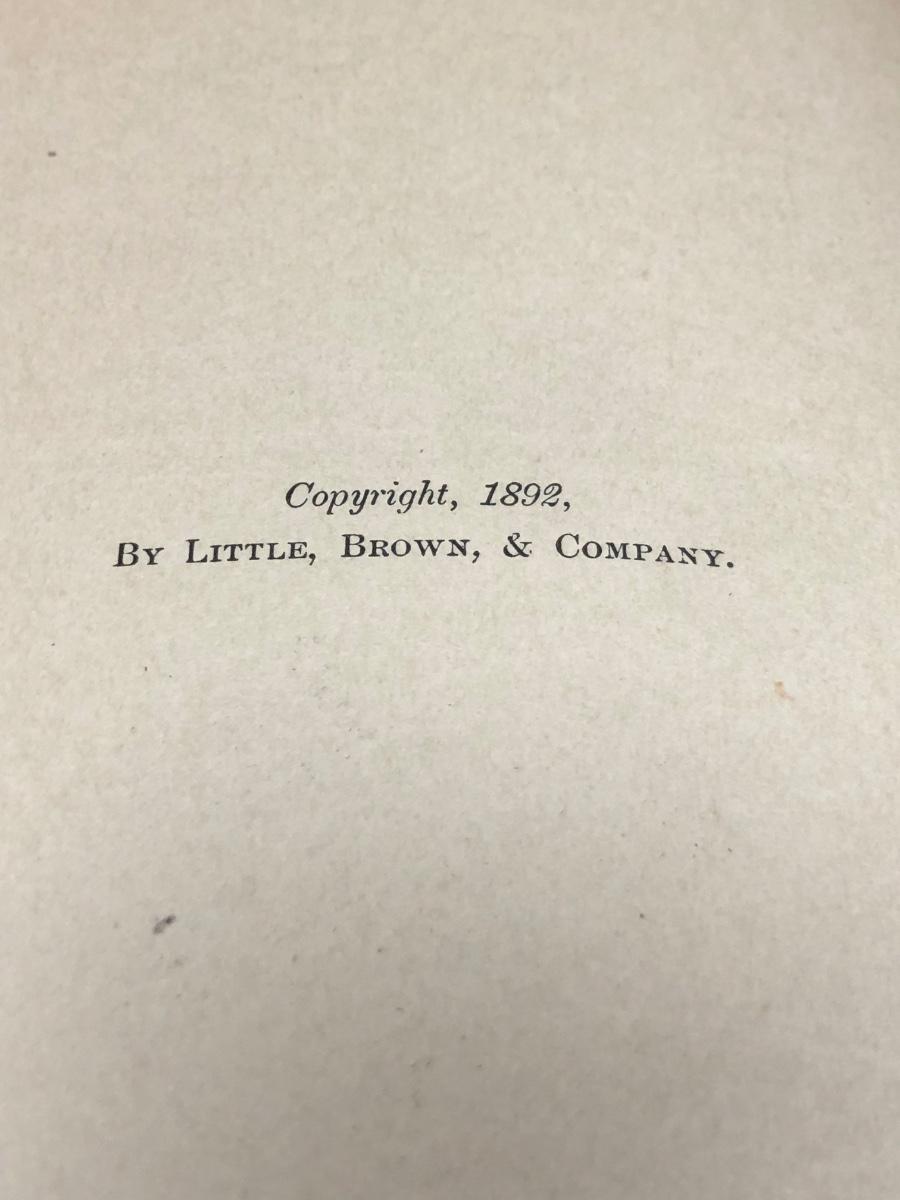 Copyright, 1892,
By Little, Brown, & Company.